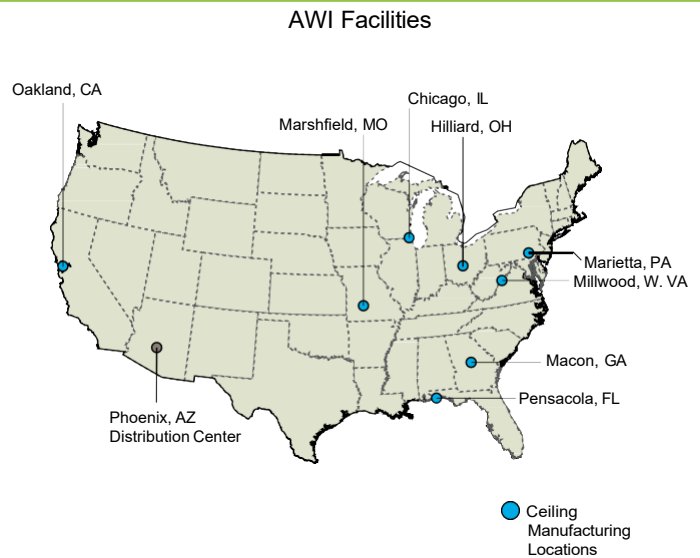 AWI Facilities
Oakland, CA
Chicago, IL
Marshfield, MO
Hilliard, OH
Marietta, PA
Millwood, W. VA
Macon, GA
Pensacola, FL
Phoenix, AZ
Distribution Center
Ceiling
Manufacturing
Locations